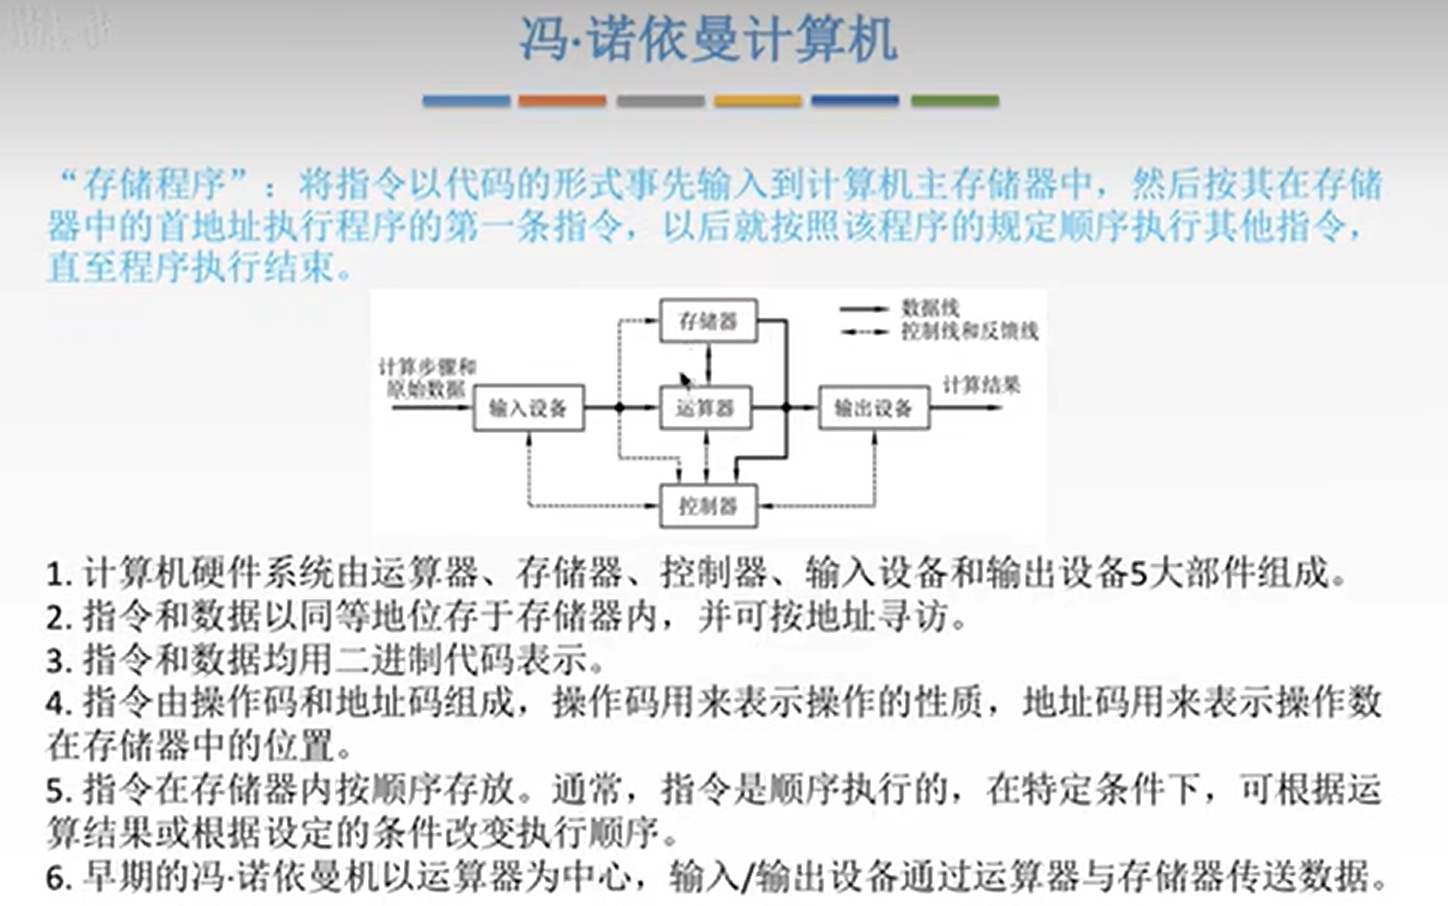 冯·诺依曼计算机
“存储程序”：将指令以代码的形式事先输入到计算机主存储器中，然后按其在存储
器中的首地址执行程序的第一条指令，以后就按照该程序的规定顺序执行其他指令，
直至程序执行结束。
存储器
数据线
控制线和反馈线
计算步骤和
原始数据
输入设备
运算器
输出设备
计算结果
控制器
1. 计算机硬件系统由运算器、存储器、控制器、输入设备和输出设备5大部件组成。
2. 指令和数据以同等地位存于存储器内，并可按地址寻访。
3. 指令和数据均用二进制代码表示。
4. 指令由操作码和地址码组成，操作码用来表示操作的性质，地址码用来表示操作数
在存储器中的位置。
5. 指令在存储器内按顺序存放。通常，指令是顺序执行的，在特定条件下，可根据运
算结果或根据设定的条件改变执行顺序。
6. 早期的冯·诺依曼机以运算器为中心，输入/输出设备通过运算器与存储器传送数据。